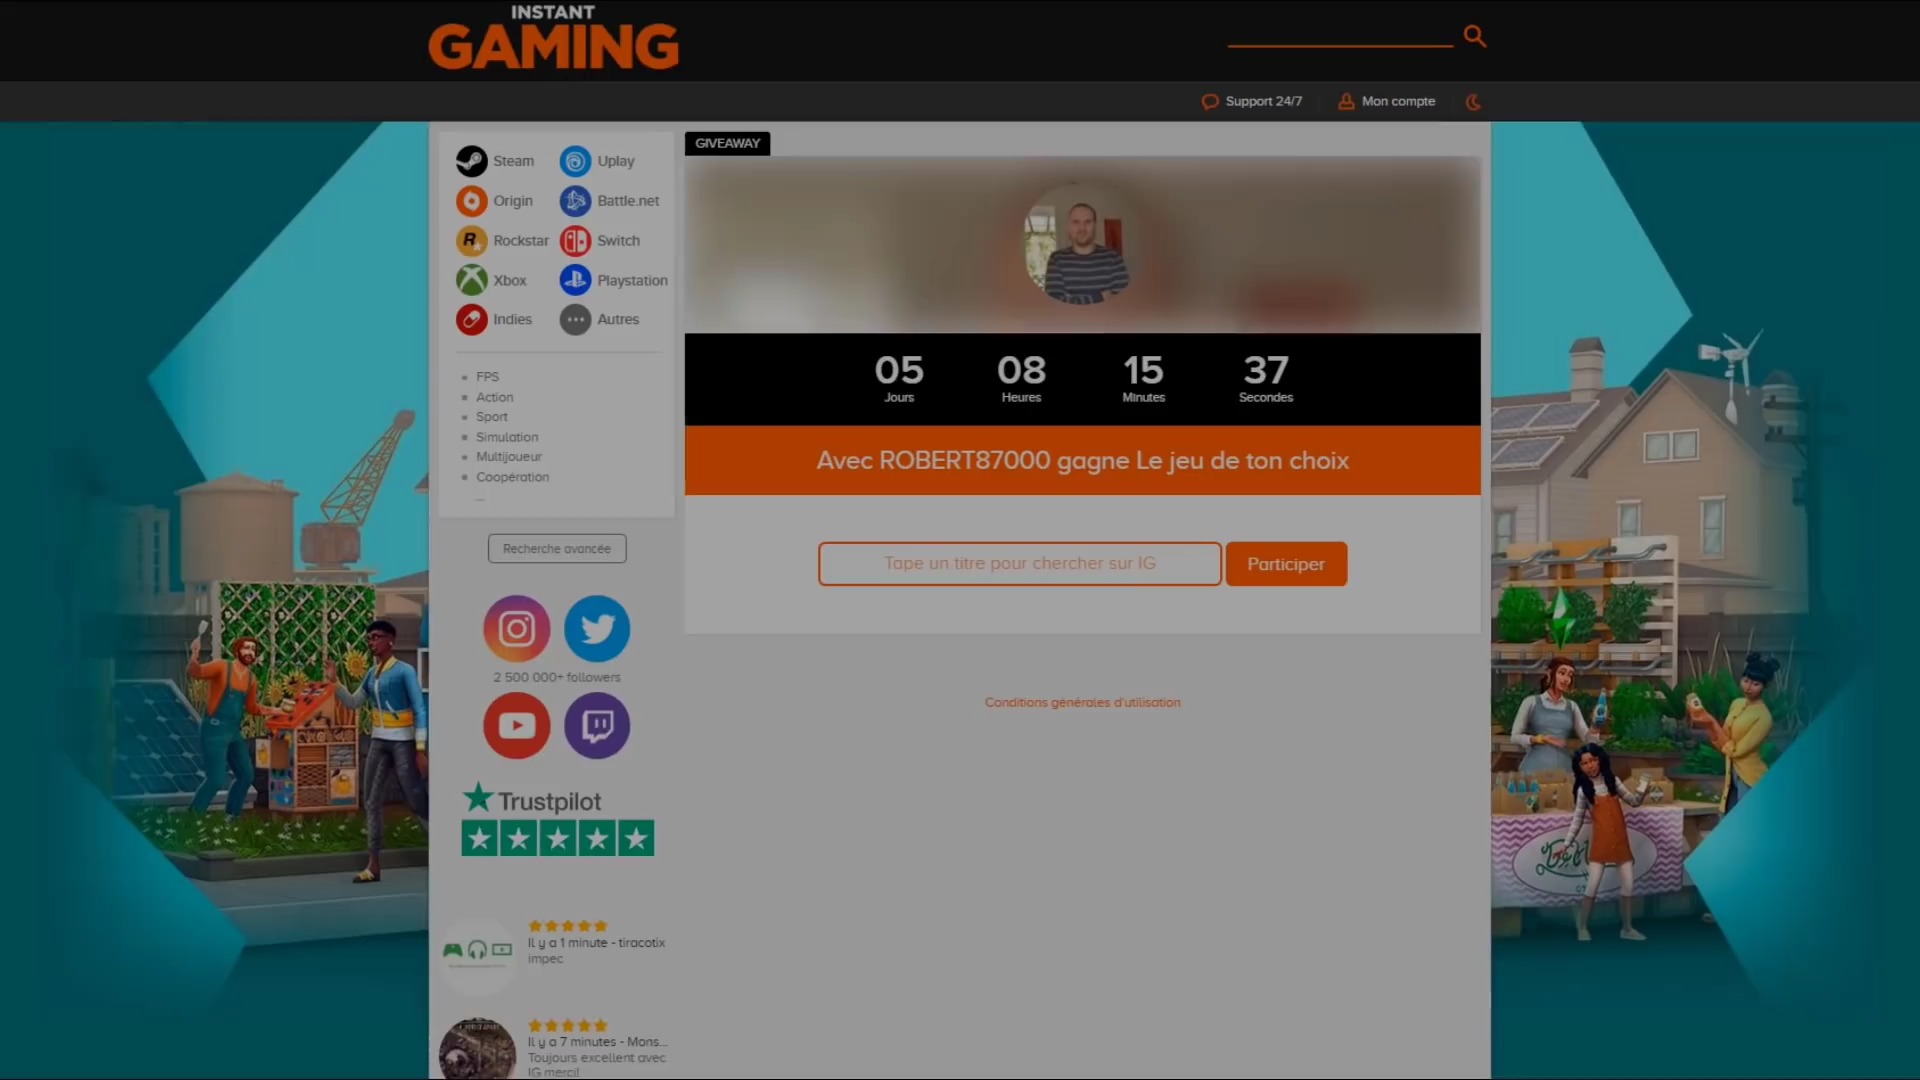 INSTANT
GAMING
Support 24/7
Mon compte
Steam
Uplay
Origin
Battle.net
Rockstar
Switch
Xbox
Playstation
Indies
Autres
FPS
Action
Sport
Simulation
Multijoueur
Coopération
...
Recherche avancée
2 500 000+ followers
Trustpilot
Il y a 1 minute - tiracotix
impec
Il y a 7 minutes - Mons...
Toujours excellent avec
IG merci!
GIVEAWAY
05 08 15 37
Jours Heures Minutes Secondes
Avec ROBERT87000 gagne Le jeu de ton choix
Tape un titre pour chercher sur IG
Participer
Conditions générales d'utilisation